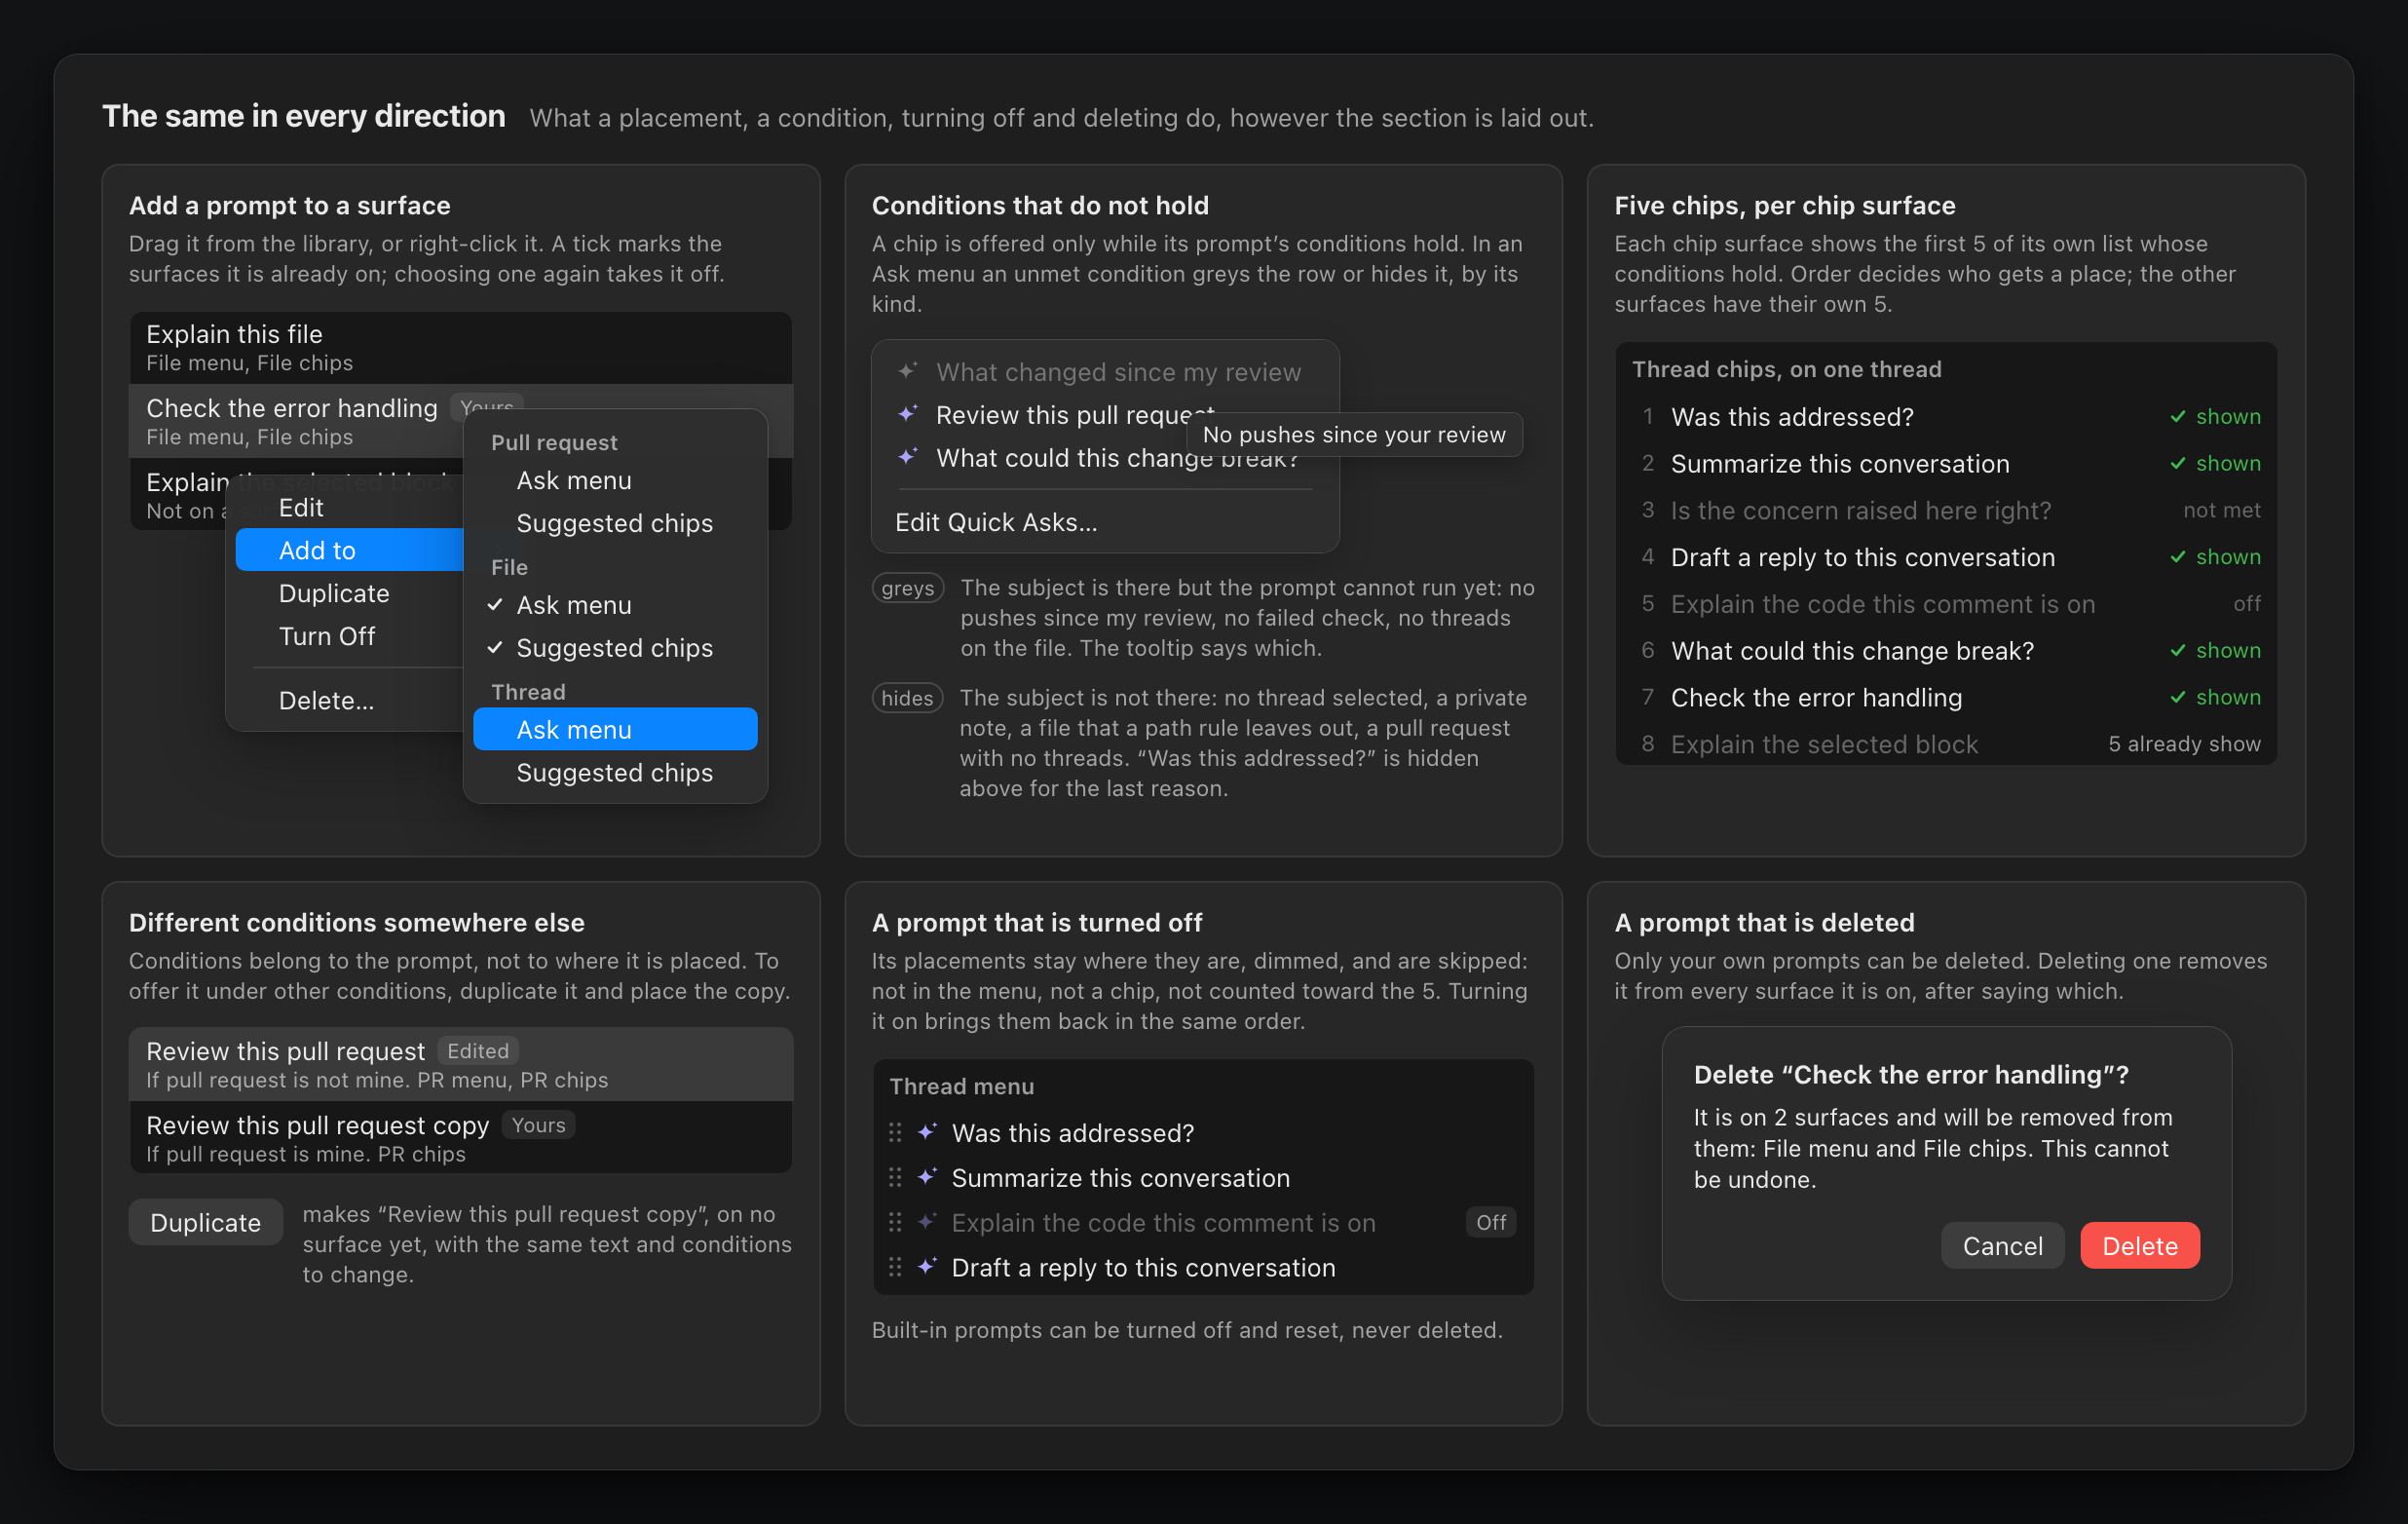 The same in every direction What a placement, a condition, turning off and deleting do, however the section is laid out.
Add a prompt to a surface
Drag it from the library, or right-click it. A tick marks the
surfaces it is already on; choosing one again takes it off.
Explain this file
File menu, File chips
Check the error handling Yours
File menu, File chips
Explain the selected block
Not on a
Edit
Add to
Duplicate
Turn Off
Delete...
Pull request
Ask menu
Suggested chips
File
Ask menu
Suggested chips
Thread
Ask menu
Suggested chips
Conditions that do not hold
A chip is offered only while its prompt’s conditions hold. In an
Ask menu an unmet condition greys the row or hides it, by its
kind.
What changed since my review
Review this pull request
No pushes since your review
What could this change break?
Edit Quick Asks...
greys The subject is there but the prompt cannot run yet: no
pushes since my review, no failed check, no threads
on the file. The tooltip says which.
hides The subject is not there: no thread selected, a private
note, a file that a path rule leaves out, a pull request
with no threads. “Was this addressed?” is hidden
above for the last reason.
Five chips, per chip surface
Each chip surface shows the first 5 of its own list whose
conditions hold. Order decides who gets a place; the other
surfaces have their own 5.
Thread chips, on one thread
1 Was this addressed? ✓ shown
2 Summarize this conversation ✓ shown
3 Is the concern raised here right? not met
4 Draft a reply to this conversation ✓ shown
5 Explain the code this comment is on off
6 What could this change break? ✓ shown
7 Check the error handling ✓ shown
8 Explain the selected block 5 already show
Different conditions somewhere else
Conditions belong to the prompt, not to where it is placed. To
offer it under other conditions, duplicate it and place the copy.
Review this pull request Edited
If pull request is not mine. PR menu, PR chips
Review this pull request copy Yours
If pull request is mine. PR chips
Duplicate makes “Review this pull request copy”, on no
surface yet, with the same text and conditions
to change.
A prompt that is turned off
Its placements stay where they are, dimmed, and are skipped:
not in the menu, not a chip, not counted toward the 5. Turning
it on brings them back in the same order.
Thread menu
Was this addressed?
Summarize this conversation
Explain the code this comment is on Off
Draft a reply to this conversation
Built-in prompts can be turned off and reset, never deleted.
A prompt that is deleted
Only your own prompts can be deleted. Deleting one removes
it from every surface it is on, after saying which.
Delete “Check the error handling”?
It is on 2 surfaces and will be removed from
them: File menu and File chips. This cannot
be undone.
Cancel Delete